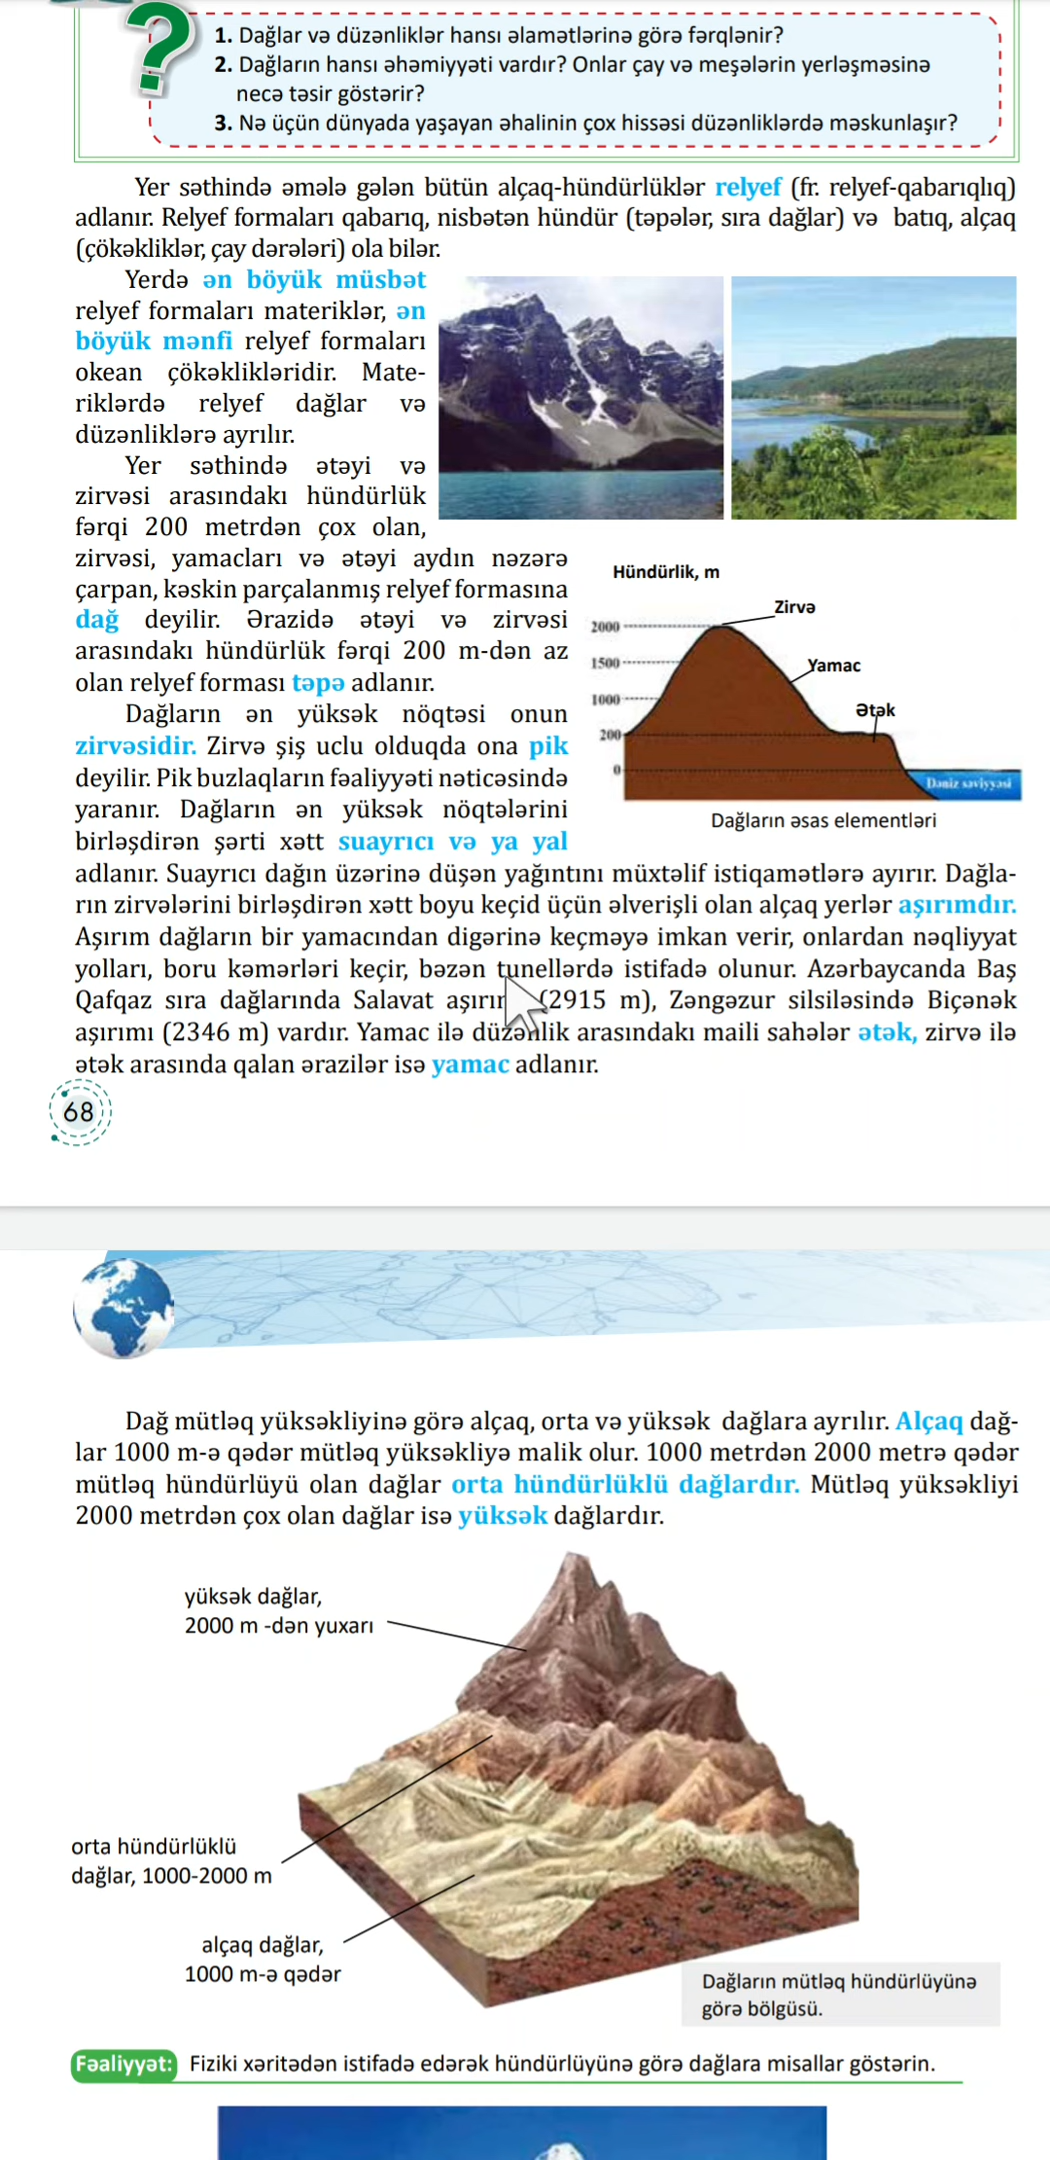 1. Dağlar və düzənliklər hansı əlamətlərinə görə fərqlənir?
2. Dağların hansı əhəmiyyəti vardır? Onlar çay və meşələrin yerləşməsinə
necə təsir göstərir?
3. Nə üçün dünyada yaşayan əhalinin çox hissəsi düzənliklərdə məskunlaşır?
Yer səthində əmələ gələn bütün alçaq-hündürlüklər relyef (fr. relyef-qabarıqlıq)
adlanır. Relyef formaları qabarıq, nisbətən hündür (təpələr, sıra dağlar) və batıq, alçaq
(çökəkliklər, çay dərələri) ola bilər.
Yerdə ən böyük müsbət
relyef formaları materiklər, ən
böyük mənfi relyef formaları
okean çökəklikləridir. Mate-
riklərdə relyef dağlar və
düzənliklərə ayrılır.
Yer səthində ətəyi və
zirvəsi arasındakı hündürlük
fərqi 200 metrdən çox olan,
zirvəsi, yamacları və ətəyi aydın nəzərə
çarpan, kəskin parçalanmış relyef formasına
dağ deyilir. Ərazidə ətəyi və zirvəsi
arasındakı hündürlük fərqi 200 m-dən az
olan relyef forması təpə adlanır.
Dağların ən yüksək nöqtəsi onun
zirvəsidir. Zirvə şiş uclu olduqda ona pik
deyilir. Pik buzlaqların fəaliyyəti nəticəsində
yaranır. Dağların ən yüksək nöqtələrini
birləşdirən şərti xətt suayrıcı və ya yal
adlanır. Suayrıcı dağın üzərinə düşən yağıntını müxtəlif istiqamətlərə ayırır. Dağla-
rın zirvələrini birləşdirən xətt boyu keçid üçün əlverişli olan alçaq yerlər aşırımdır.
Aşırım dağların bir yamacından digərinə keçməyə imkan verir, onlardan nəqliyyat
yolları, boru kəmərləri keçir, bəzən tunellərdə istifadə olunur. Azərbaycanda Baş
Qafqaz sıra dağlarında Salavat (2915 m), Zəngəzur silsiləsində Biçənək
aşırımı (2346 m) vardır. Yamac ilə düzənlik arasındakı maili sahələr ətək, zirvə ilə
ətək arasında qalan ərazilər isə yamac adlanır.
Hündürlik, m
Zirvə
2000
1500
Yamac
1000
Ətək
200
0
Dəniz səviyyəsi
Dağların əsas elementləri
68
Dağ mütləq yüksəkliyinə görə alçaq, orta və yüksək dağlara ayrılır. Alçaq dağ-
lar 1000 m-ə qədər mütləq yüksəkliyə malik olur. 1000 metrdən 2000 metrə qədər
mütləq hündürlüyü olan dağlar orta hündürlüklü dağlardır. Mütləq yüksəkliyi
2000 metrdən çox olan dağlar isə yüksək dağlardır.
yüksək dağlar,
2000 m -dən yuxarı
orta hündürlüklü
dağlar, 1000-2000 m
alçaq dağlar,
1000 m-ə qədər
Dağların mütləq hündürlüyünə
görə bölgüsü.
Fəaliyyət: Fiziki xəritədən istifadə edərək hündürlüyünə görə dağlara misallar göstərin.